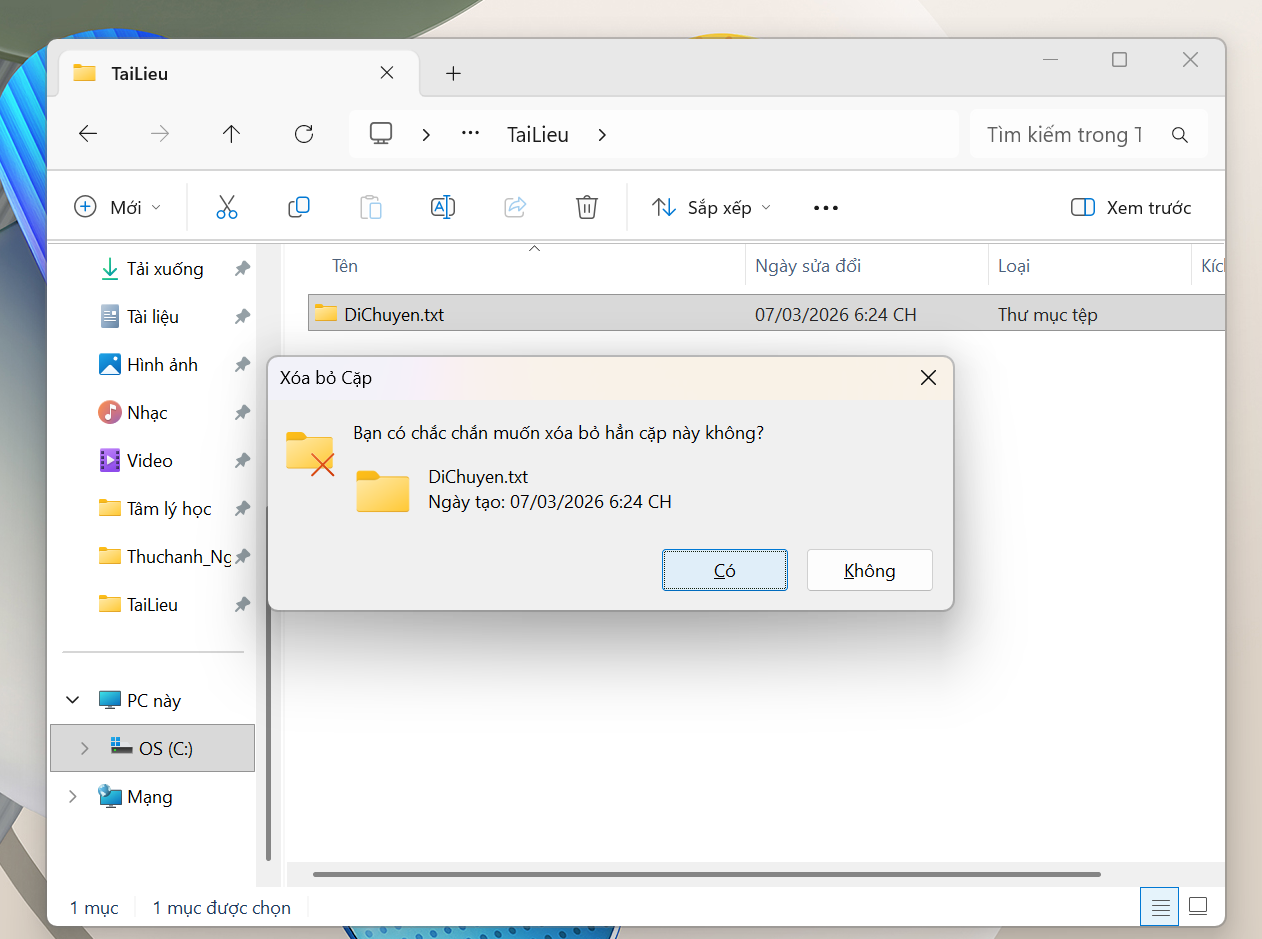 TaiLieu
TaiLieu
Tìm kiếm trong T
Mới
Sắp xếp
Xem trước
Tải xuống
Tài liệu
Hình ảnh
Nhạc
Video
Tâm lý học
Thuchanh_Ng
TaiLieu
PC này
OS (C:)
Mạng
Tên Ngày sửa đổi Loại Kích
DiChuyen.txt 07/03/2026 6:24 CH Thư mục tệp
Xóa bỏ Cặp
Bạn có chắc chắn muốn xóa bỏ hẳn cặp này không?
DiChuyen.txt
Ngày tạo: 07/03/2026 6:24 CH
Có Không
1 mục 1 mục được chọn